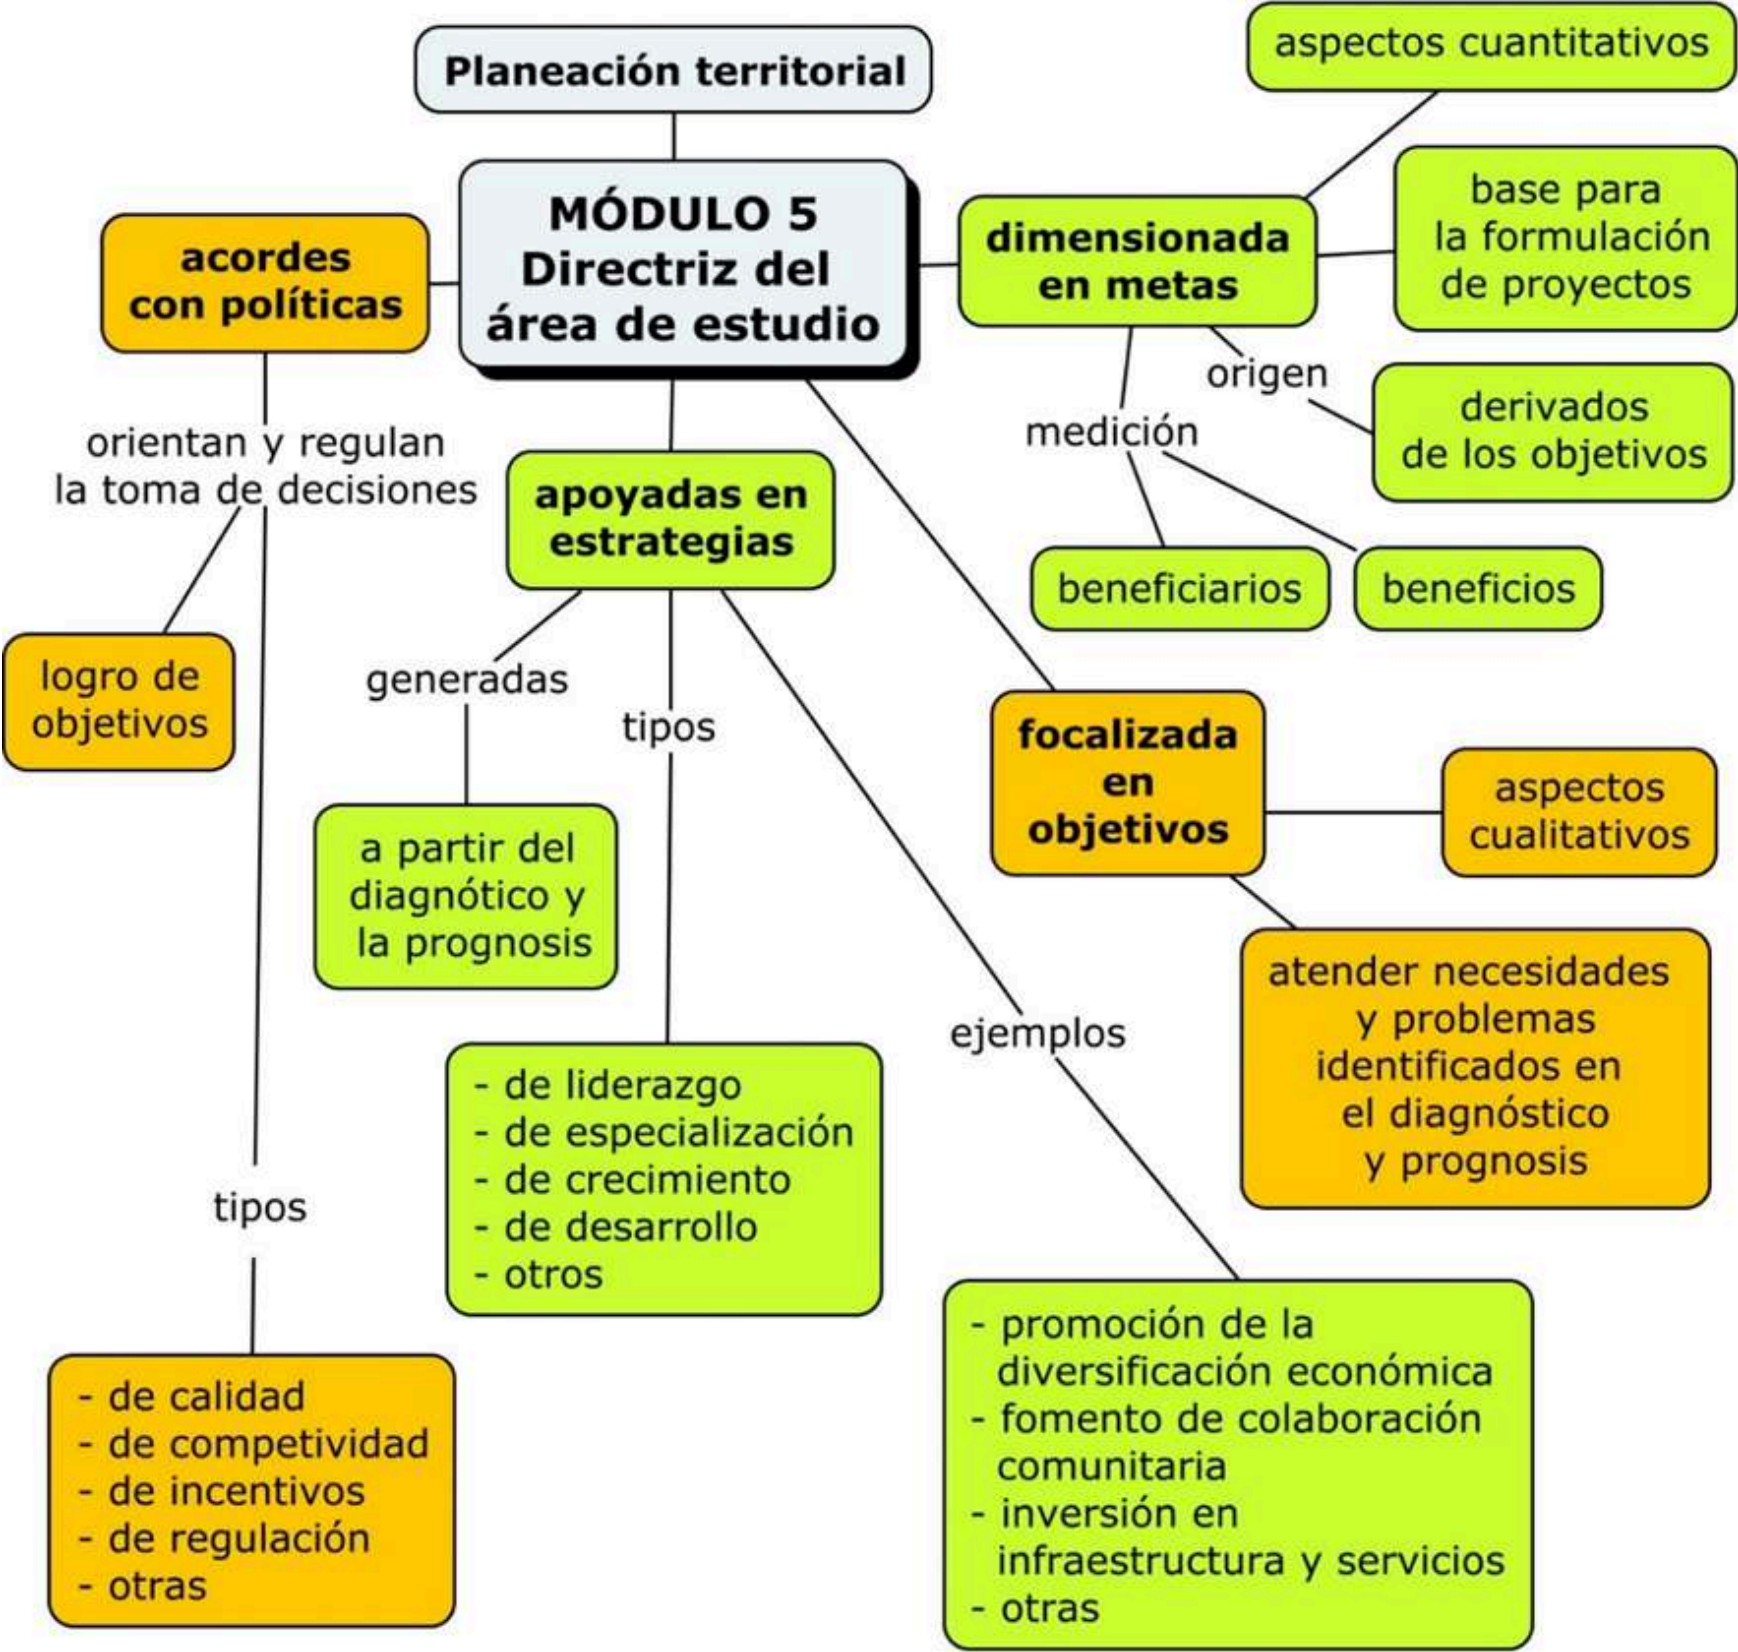 Planeación territorial
MÓDULO 5
Directriz del
área de estudio
acordes
con políticas
orientan y regulan
la toma de decisiones
logro de
objetivos
tipos
- de calidad
- de competividad
- de incentivos
- de regulación
- otras
apoyadas en
estrategias
generadas
a partir del
diagnótico y
la prognosis
tipos
- de liderazgo
- de especialización
- de crecimiento
- de desarrollo
- otros
ejemplos
- promoción de la
diversificación económica
- fomento de colaboración
comunitaria
- inversión en
infraestructura y servicios
- otras
dimensionada
en metas
aspectos cuantitativos
base para
la formulación
de proyectos
origen
derivados
de los objetivos
medición
beneficiarios
beneficios
focalizada
en
objetivos
aspectos
cualitativos
atender necesidades
y problemas
identificados en
el diagnóstico
y prognosis